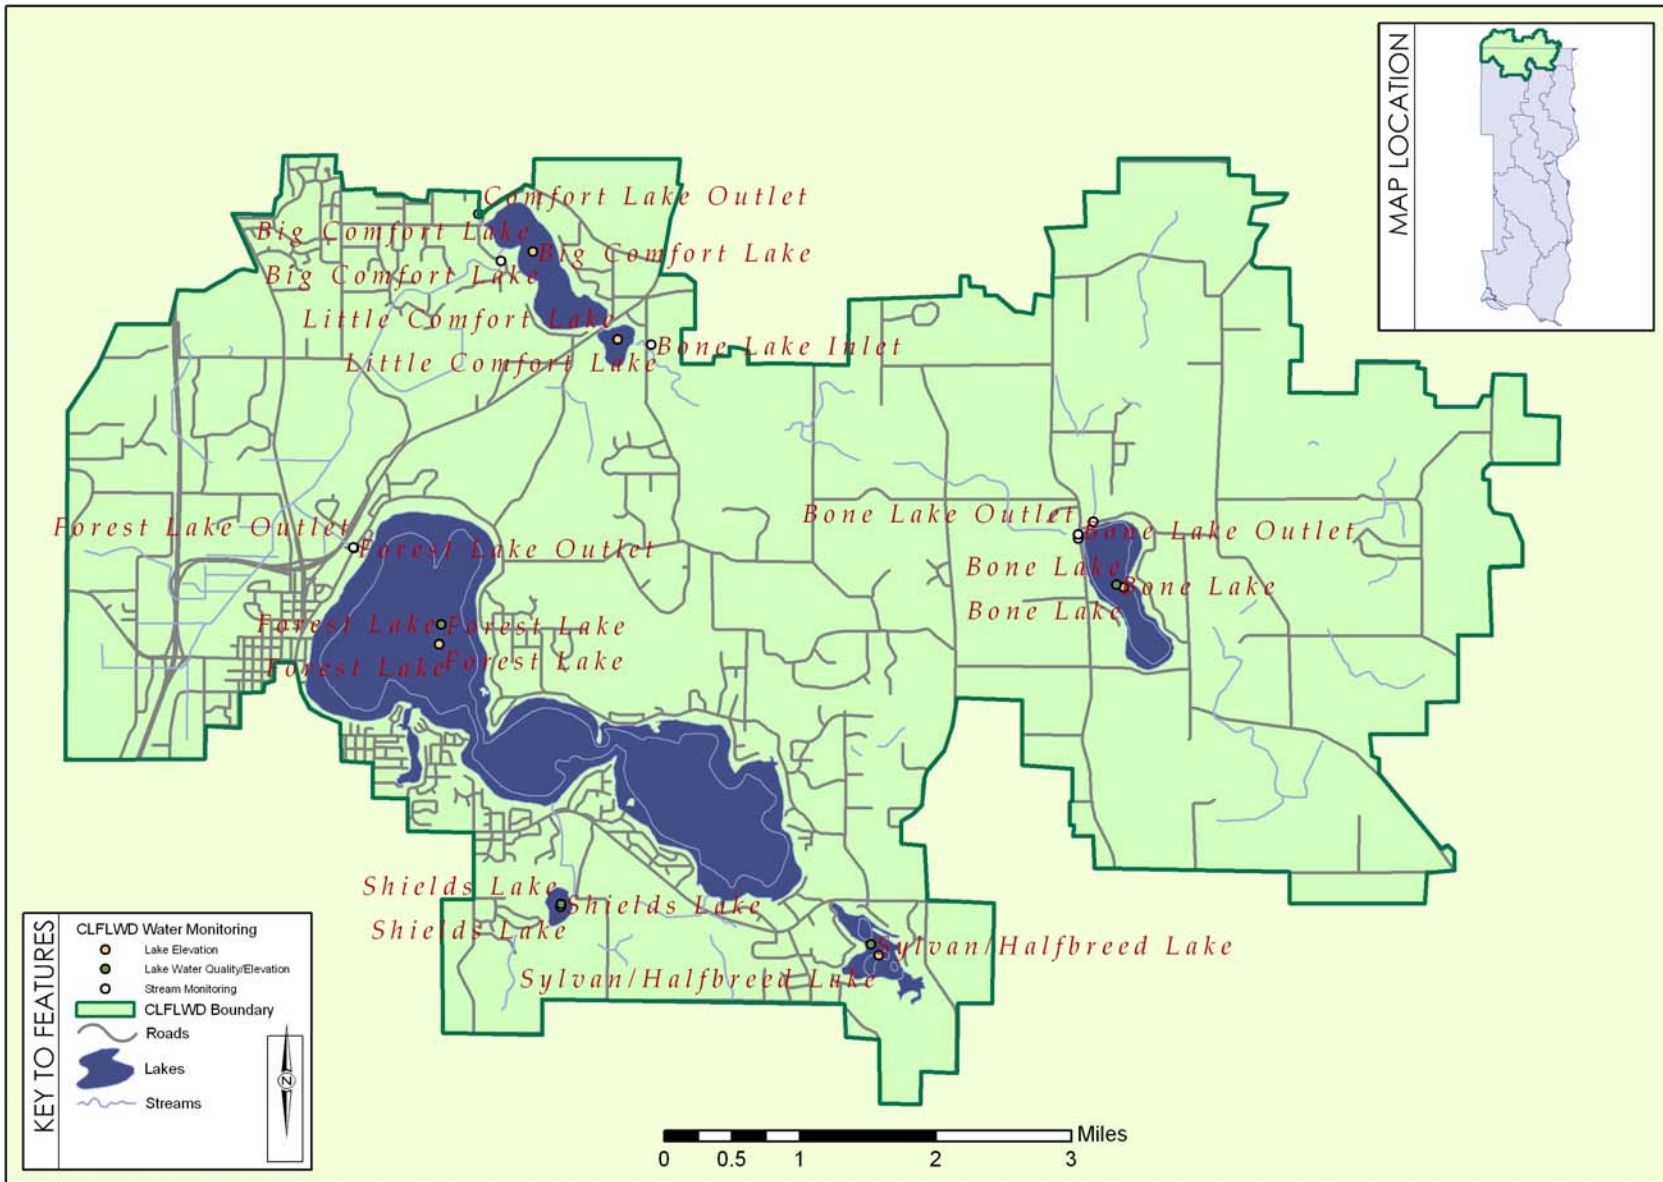 MAP LOCATION
Comfort Lake Outlet
Big Comfort Lake
Big Comfort Lake
Big Comfort Lake
Little Comfort Lake
Bone Lake Inlet
Little Comfort Lake
Forest Lake Outlet
Forest Lake Outlet
Bone Lake Outlet
Bone Lake Outlet
Bone Lake
Bone Lake
Bone Lake
Forest Lake
Forest Lake
Forest Lake
Forest Lake
Shields Lake
Shields Lake
Shields Lake
Sylvan/Halfbreed Lake
Sylvan/Halfbreed Lake
KEY TO FEATURES
CLFLWD Water Monitoring
Lake Elevation
Lake Water Quality/Elevation
Stream Monitoring
CLFLWD Boundary
Roads
Lakes
Streams
N
Miles
0 0.5 1 2 3